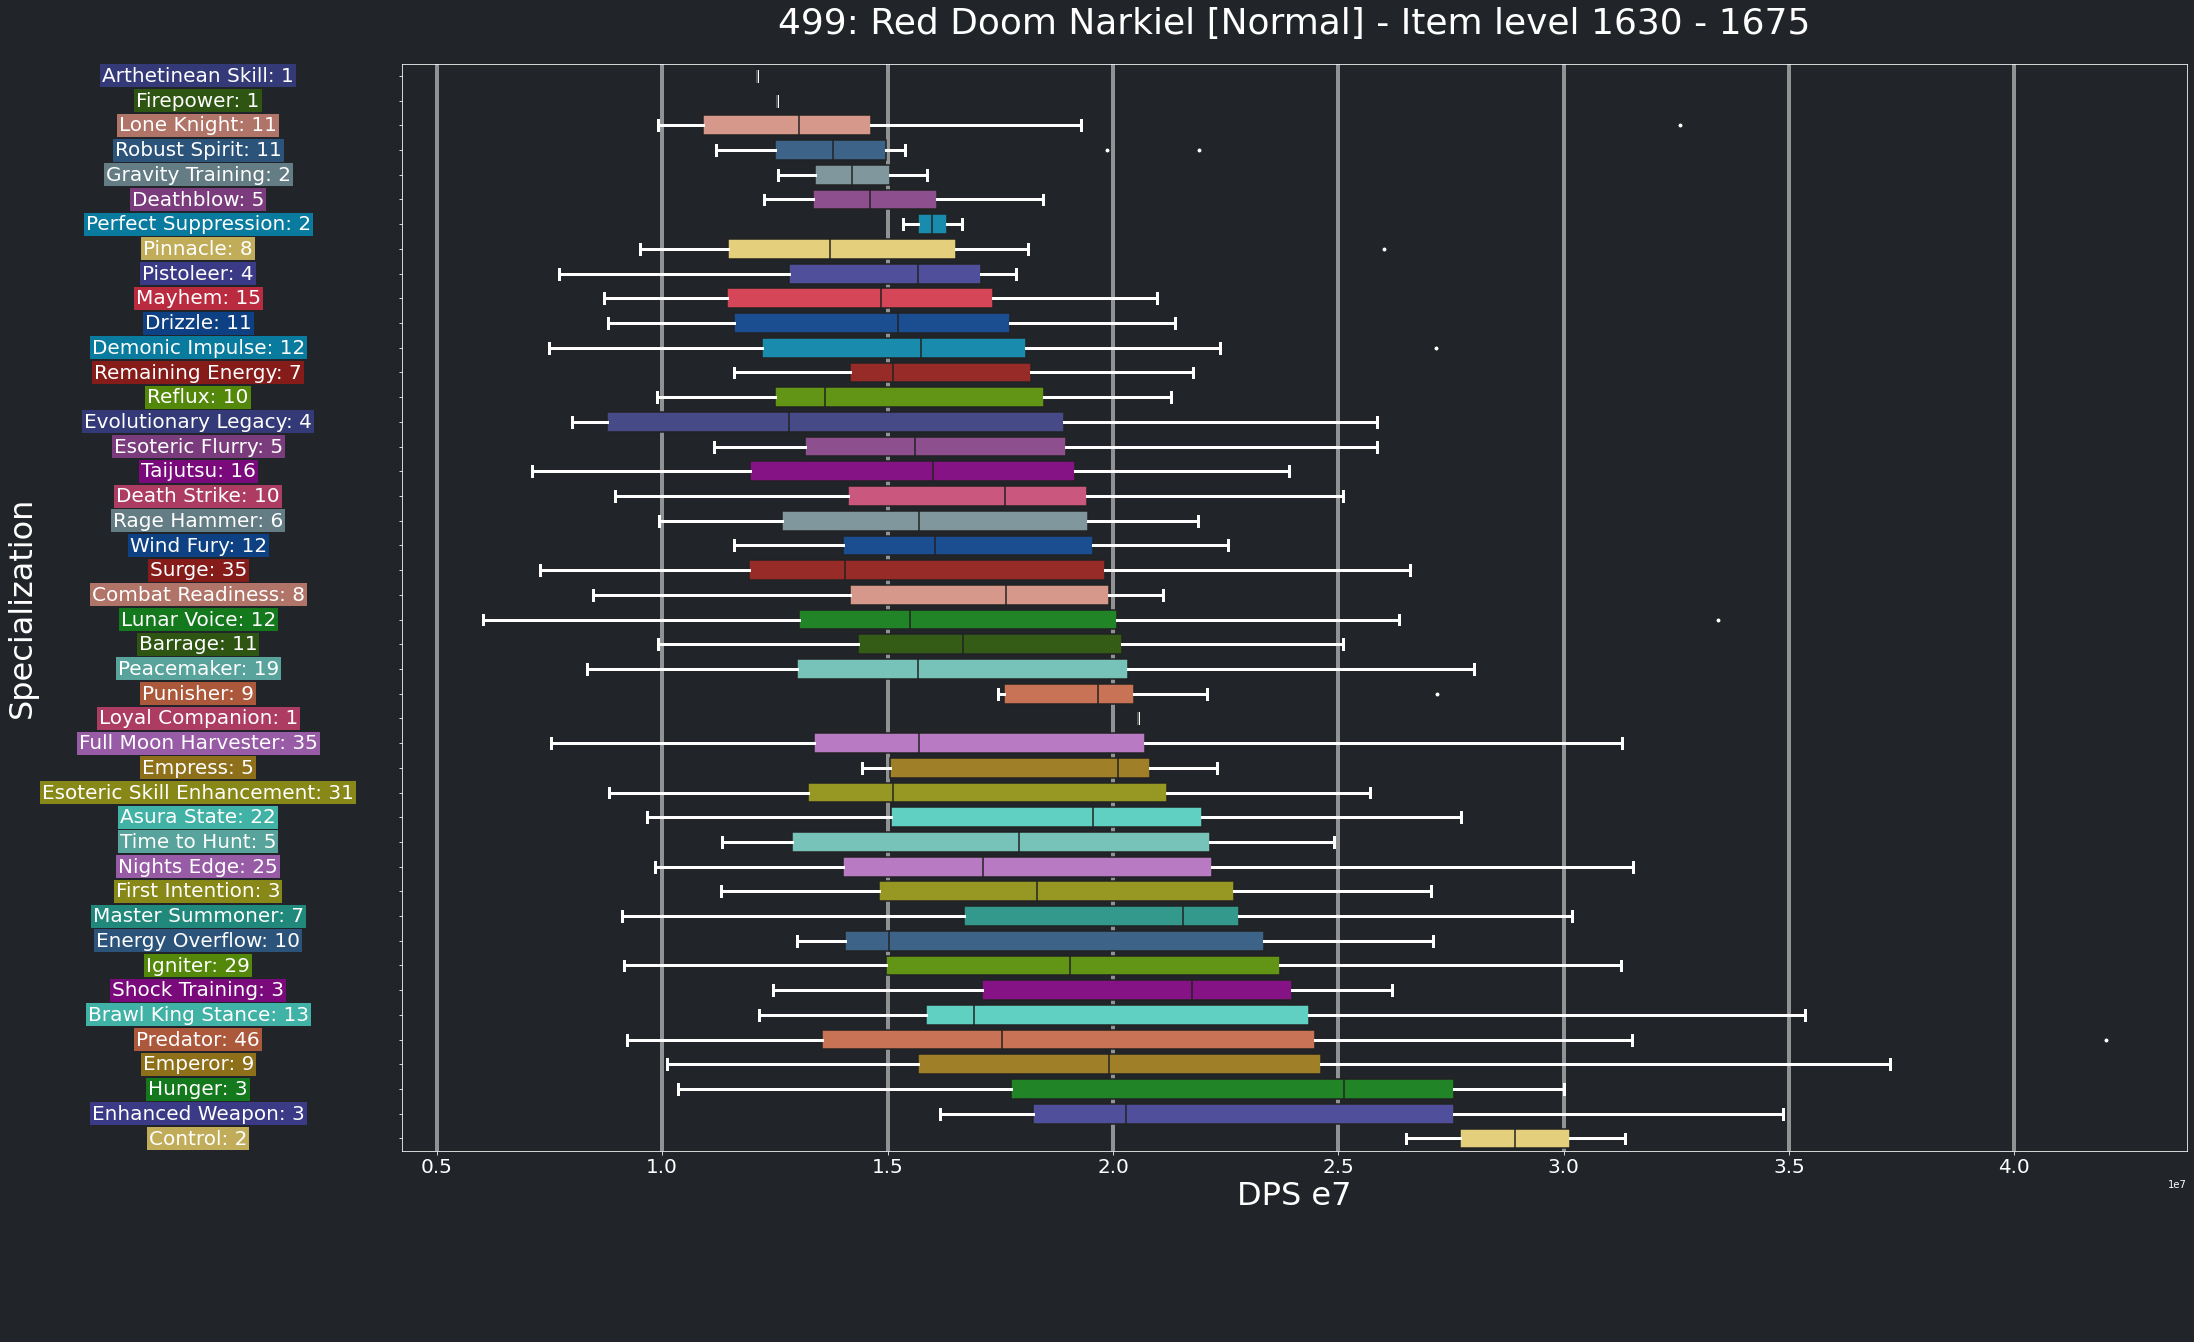 499: Red Doom Narkiel [Normal] - Item level 1630 - 1675
Arthetinean Skill: 1
Firepower: 1
Lone Knight: 11
Robust Spirit: 11
Gravity Training: 2
Deathblow: 5
Perfect Suppression: 2
Pinnacle: 8
Pistoleer: 4
Mayhem: 15
Drizzle: 11
Demonic Impulse: 12
Remaining Energy: 7
Reflux: 10
Evolutionary Legacy: 4
Esoteric Flurry: 5
Taijutsu: 16
Death Strike: 10
Rage Hammer: 6
Wind Fury: 12
Surge: 35
Combat Readiness: 8
Lunar Voice: 12
Barrage: 11
Peacemaker: 19
Punisher: 9
Loyal Companion: 1
Full Moon Harvester: 35
Empress: 5
Esoteric Skill Enhancement: 31
Asura State: 22
Time to Hunt: 5
Nights Edge: 25
First Intention: 3
Master Summoner: 7
Energy Overflow: 10
Igniter: 29
Shock Training: 3
Brawl King Stance: 13
Predator: 46
Emperor: 9
Hunger: 3
Enhanced Weapon: 3
Control: 2
Specialization
0.5 1.0 1.5 2.0 2.5 3.0 3.5 4.0
DPS e7
1e7